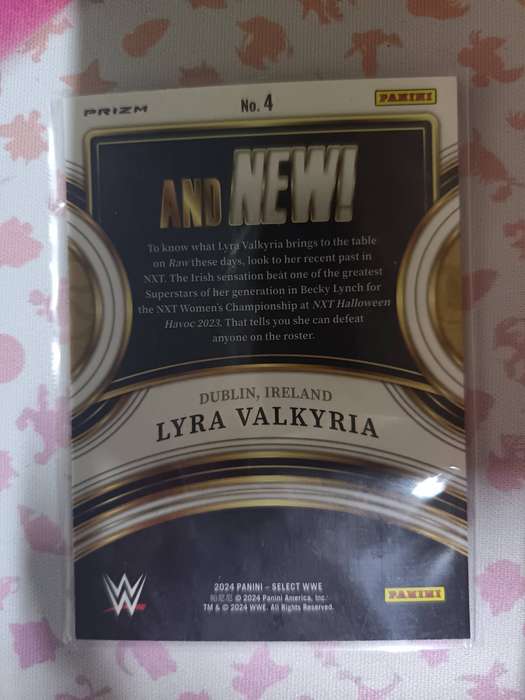 PRIZM
No. 4
PANINI
AND NEW!
To know what Lyra Valkyria brings to the table
on Raw these days, look to her recent past in
NXT. The Irish sensation beat one of the greatest
Superstars of her generation in Becky Lynch for
the NXT Women's Championship at NXT Halloween
Havoc 2023. That tells you she can defeat
anyone on the roster.
DUBLIN, IRELAND
LYRA VALKYRIA
W
2024 PANINI - SELECT WWE
帕尼尼 © 2024 Panini America, Inc.
TM & © 2024 WWE. All Rights Reserved.
PANINI